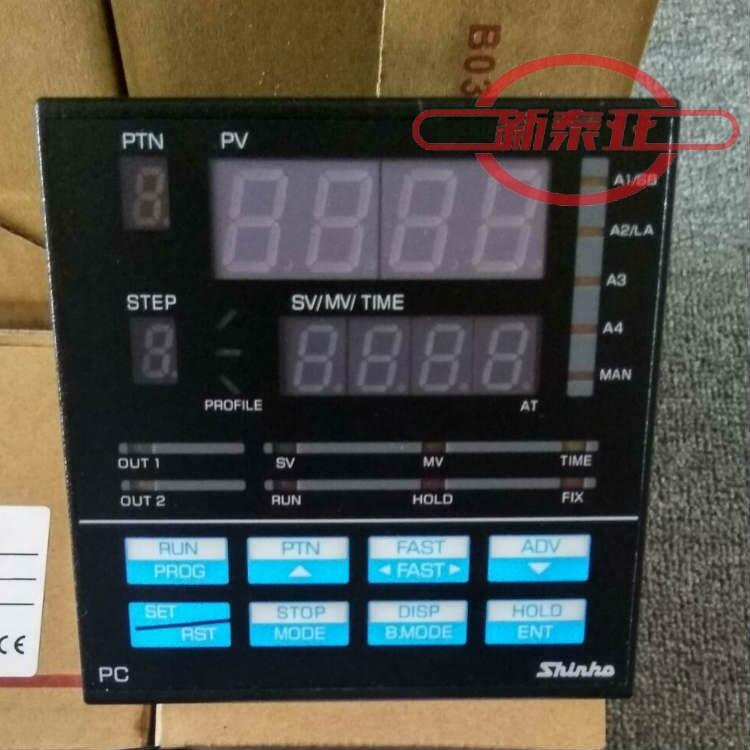 B03
新泰亚
PTN
PV
A1/SB
A2/LA
STEP
SV/ MV/ TIME
A3
A4
MAN
PROFILE
AT
OUT 1
SV
MV
TIME
OUT 2
RUN
HOLD
FIX
RUN
PROG
PTN
▲
FAST
◄ FAST ►
ADV
▼
SET
RST
STOP
MODE
DISP
B.MODE
HOLD
ENT
PC
Shinko
CE